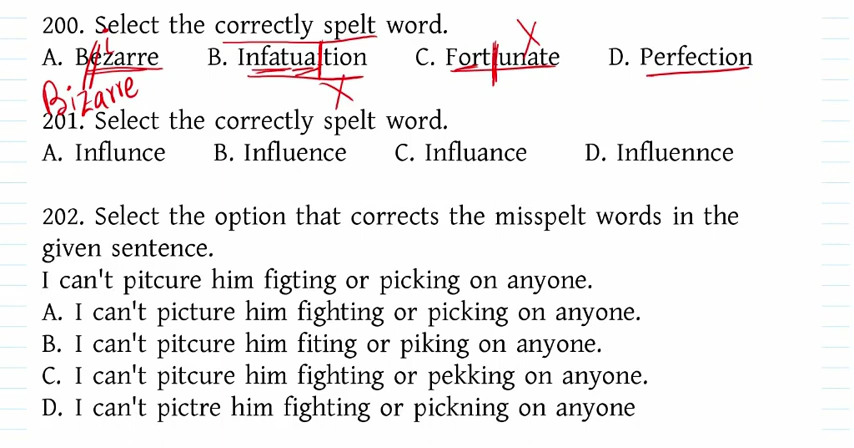 200. Select the correctly spelt word.
i
A. Bezarre B. Infatuation C. Fortunate D. Perfection
Bizarre
201. Select the correctly spelt word.
A. Influnce B. Influence C. Influance D. Influennce
202. Select the option that corrects the misspelt words in the
given sentence.
I can't pitcure him figting or picking on anyone.
A. I can't picture him fighting or picking on anyone.
B. I can't pitcure him fiting or piking on anyone.
C. I can't pitcure him fighting or pekking on anyone.
D. I can't pictre him fighting or pickning on anyone